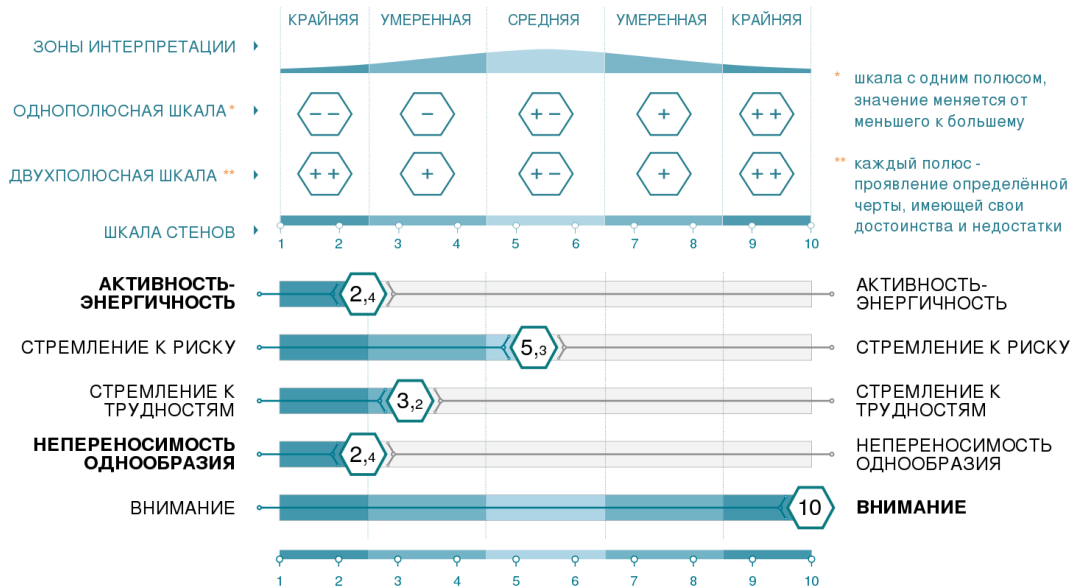 КРАЙНЯЯ УМЕРЕННАЯ СРЕДНЯЯ УМЕРЕННАЯ КРАЙНЯЯ
ЗОНЫ ИНТЕРПРЕТАЦИИ
ОДНОПОЛЮСНАЯ ШКАЛА *
− − − + − + + +
* шкала с одним полюсом,
значение меняется от
меньшего к большему
ДВУХПОЛЮСНАЯ ШКАЛА **
+ + + + − + + +
** каждый полюс -
проявление определённой
черты, имеющей свои
достоинства и недостатки
ШКАЛА СТЕНОВ
1 2 3 4 5 6 7 8 9 10
АКТИВНОСТЬ-
ЭНЕРГИЧНОСТЬ
2,4
АКТИВНОСТЬ-
ЭНЕРГИЧНОСТЬ
СТРЕМЛЕНИЕ К РИСКУ
5,3
СТРЕМЛЕНИЕ К РИСКУ
СТРЕМЛЕНИЕ К
ТРУДНОСТЯМ
3,2
СТРЕМЛЕНИЕ К
ТРУДНОСТЯМ
НЕПЕРЕНОСИМОСТЬ
ОДНООБРАЗИЯ
2,4
НЕПЕРЕНОСИМОСТЬ
ОДНООБРАЗИЯ
ВНИМАНИЕ
10
ВНИМАНИЕ
1 2 3 4 5 6 7 8 9 10